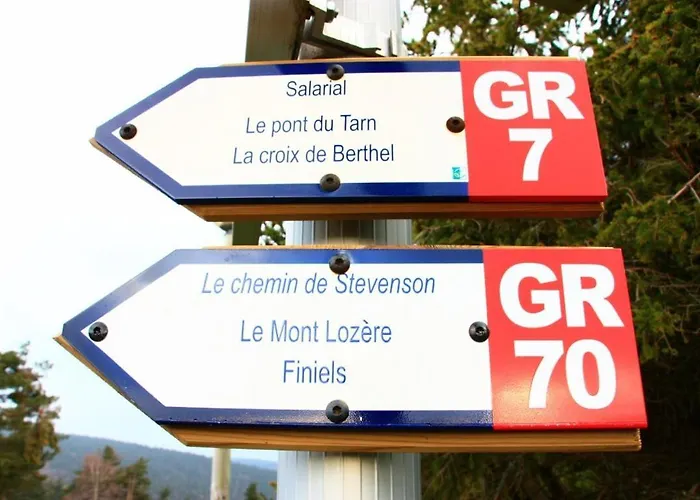 Salarial
Le pont du Tarn
La croix de Berthel
GR
7
Le chemin de Stevenson
Le Mont Lozère
Finiels
GR
70